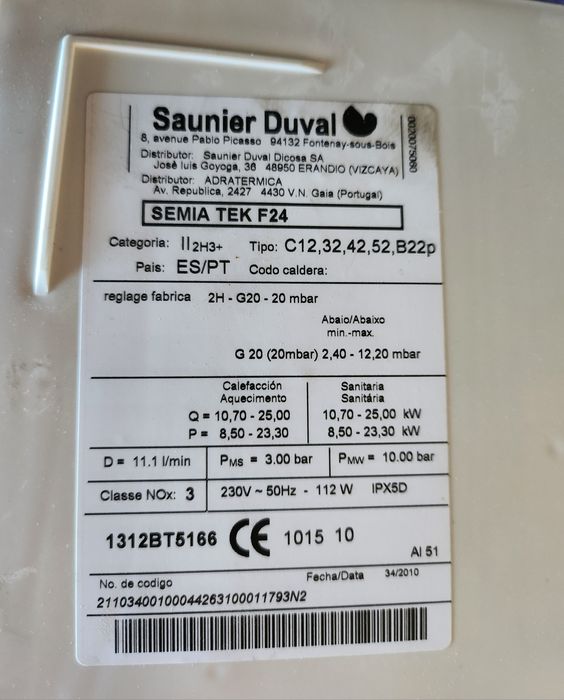 Saunier Duval
8, avenue Pablo Picasso 94132 Fontenay-sous-Bois
Distributor: Saunier Duval Dicosa SA
José luis Goyoga, 36 48950 ERANDIO (VIZCAYA)
Distributor: ADRATERMICA
Av. Republica, 2427 4430 V.N. Gaia (Portugal)
0020075060
SEMIA TEK F24
Categoria: II2H3+ Tipo: C12,32,42,52,B22p
Pais: ES/PT Codo caldera:
reglage fabrica 2H - G20 - 20 mbar
Abaio/Abaixo
min.-max.
G 20 (20mbar) 2,40 - 12,20 mbar
Calefacción Sanitaria
Aquecimento Sanitária
Q = 10,70 - 25,00 10,70 - 25,00 kW
P = 8,50 - 23,30 8,50 - 23,30 kW
D = 11.1 l/min PMS = 3.00 bar PMW = 10.00 bar
Classe NOx: 3 230V ~ 50Hz - 112 W IPX5D
1312BT5166 CE 1015 10
AI 51
No. de codigo Fecha/Data 34/2010
21103400100044263100011793N2